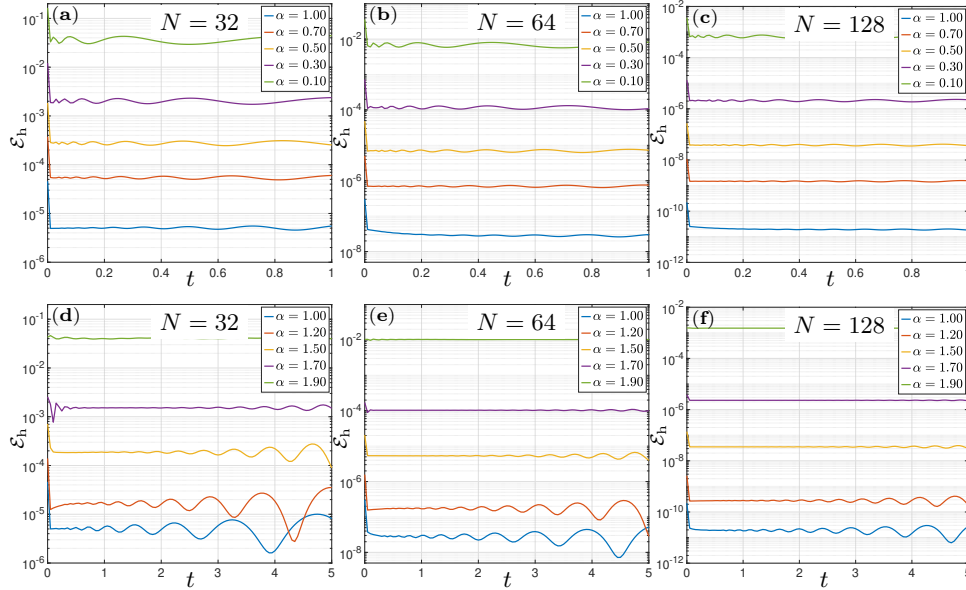 (a)
N = 32
α = 1.00
α = 0.70
α = 0.50
α = 0.30
α = 0.10
10^-1
10^-2
10^-3
10^-4
10^-5
10^-6
ℰh
0 0.2 0.4 0.6 0.8 1
t
(b)
N = 64
α = 1.00
α = 0.70
α = 0.50
α = 0.30
α = 0.10
10^-2
10^-4
10^-6
10^-8
ℰh
0 0.2 0.4 0.6 0.8 1
t
(c)
N = 128
α = 1.00
α = 0.70
α = 0.50
α = 0.30
α = 0.10
10^-2
10^-4
10^-6
10^-8
10^-10
10^-12
ℰh
0 0.2 0.4 0.6 0.8 1
t
(d)
N = 32
α = 1.00
α = 1.20
α = 1.50
α = 1.70
α = 1.90
10^-1
10^-2
10^-3
10^-4
10^-5
10^-6
ℰh
0 1 2 3 4 5
t
(e)
N = 64
α = 1.00
α = 1.20
α = 1.50
α = 1.70
α = 1.90
10^-2
10^-4
10^-6
10^-8
ℰh
0 1 2 3 4 5
t
(f)
N = 128
α = 1.00
α = 1.20
α = 1.50
α = 1.70
α = 1.90
10^-2
10^-4
10^-6
10^-8
10^-10
10^-12
ℰh
0 1 2 3 4 5
t